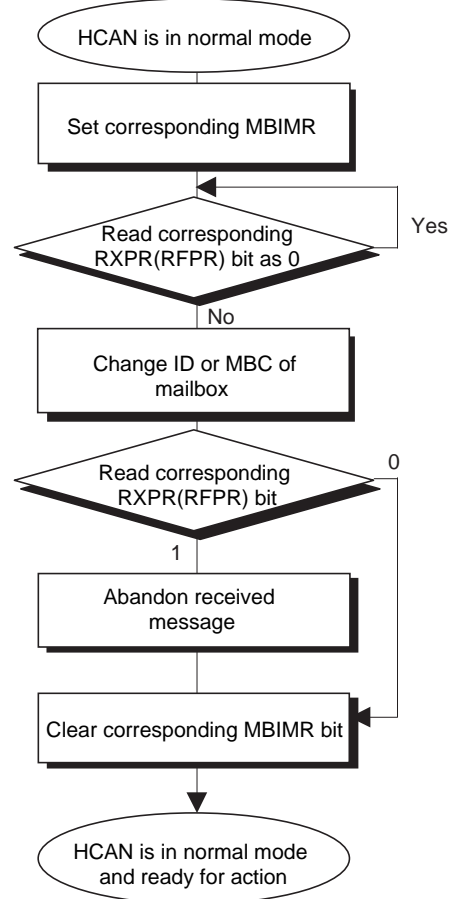 HCAN is in normal mode
Set corresponding MBIMR
Yes
Read corresponding
RXPR(RFPR) bit as 0
No
Change ID or MBC of
mailbox
0
Read corresponding
RXPR(RFPR) bit
1
Abandon received
message
Clear corresponding MBIMR bit
HCAN is in normal mode
and ready for action